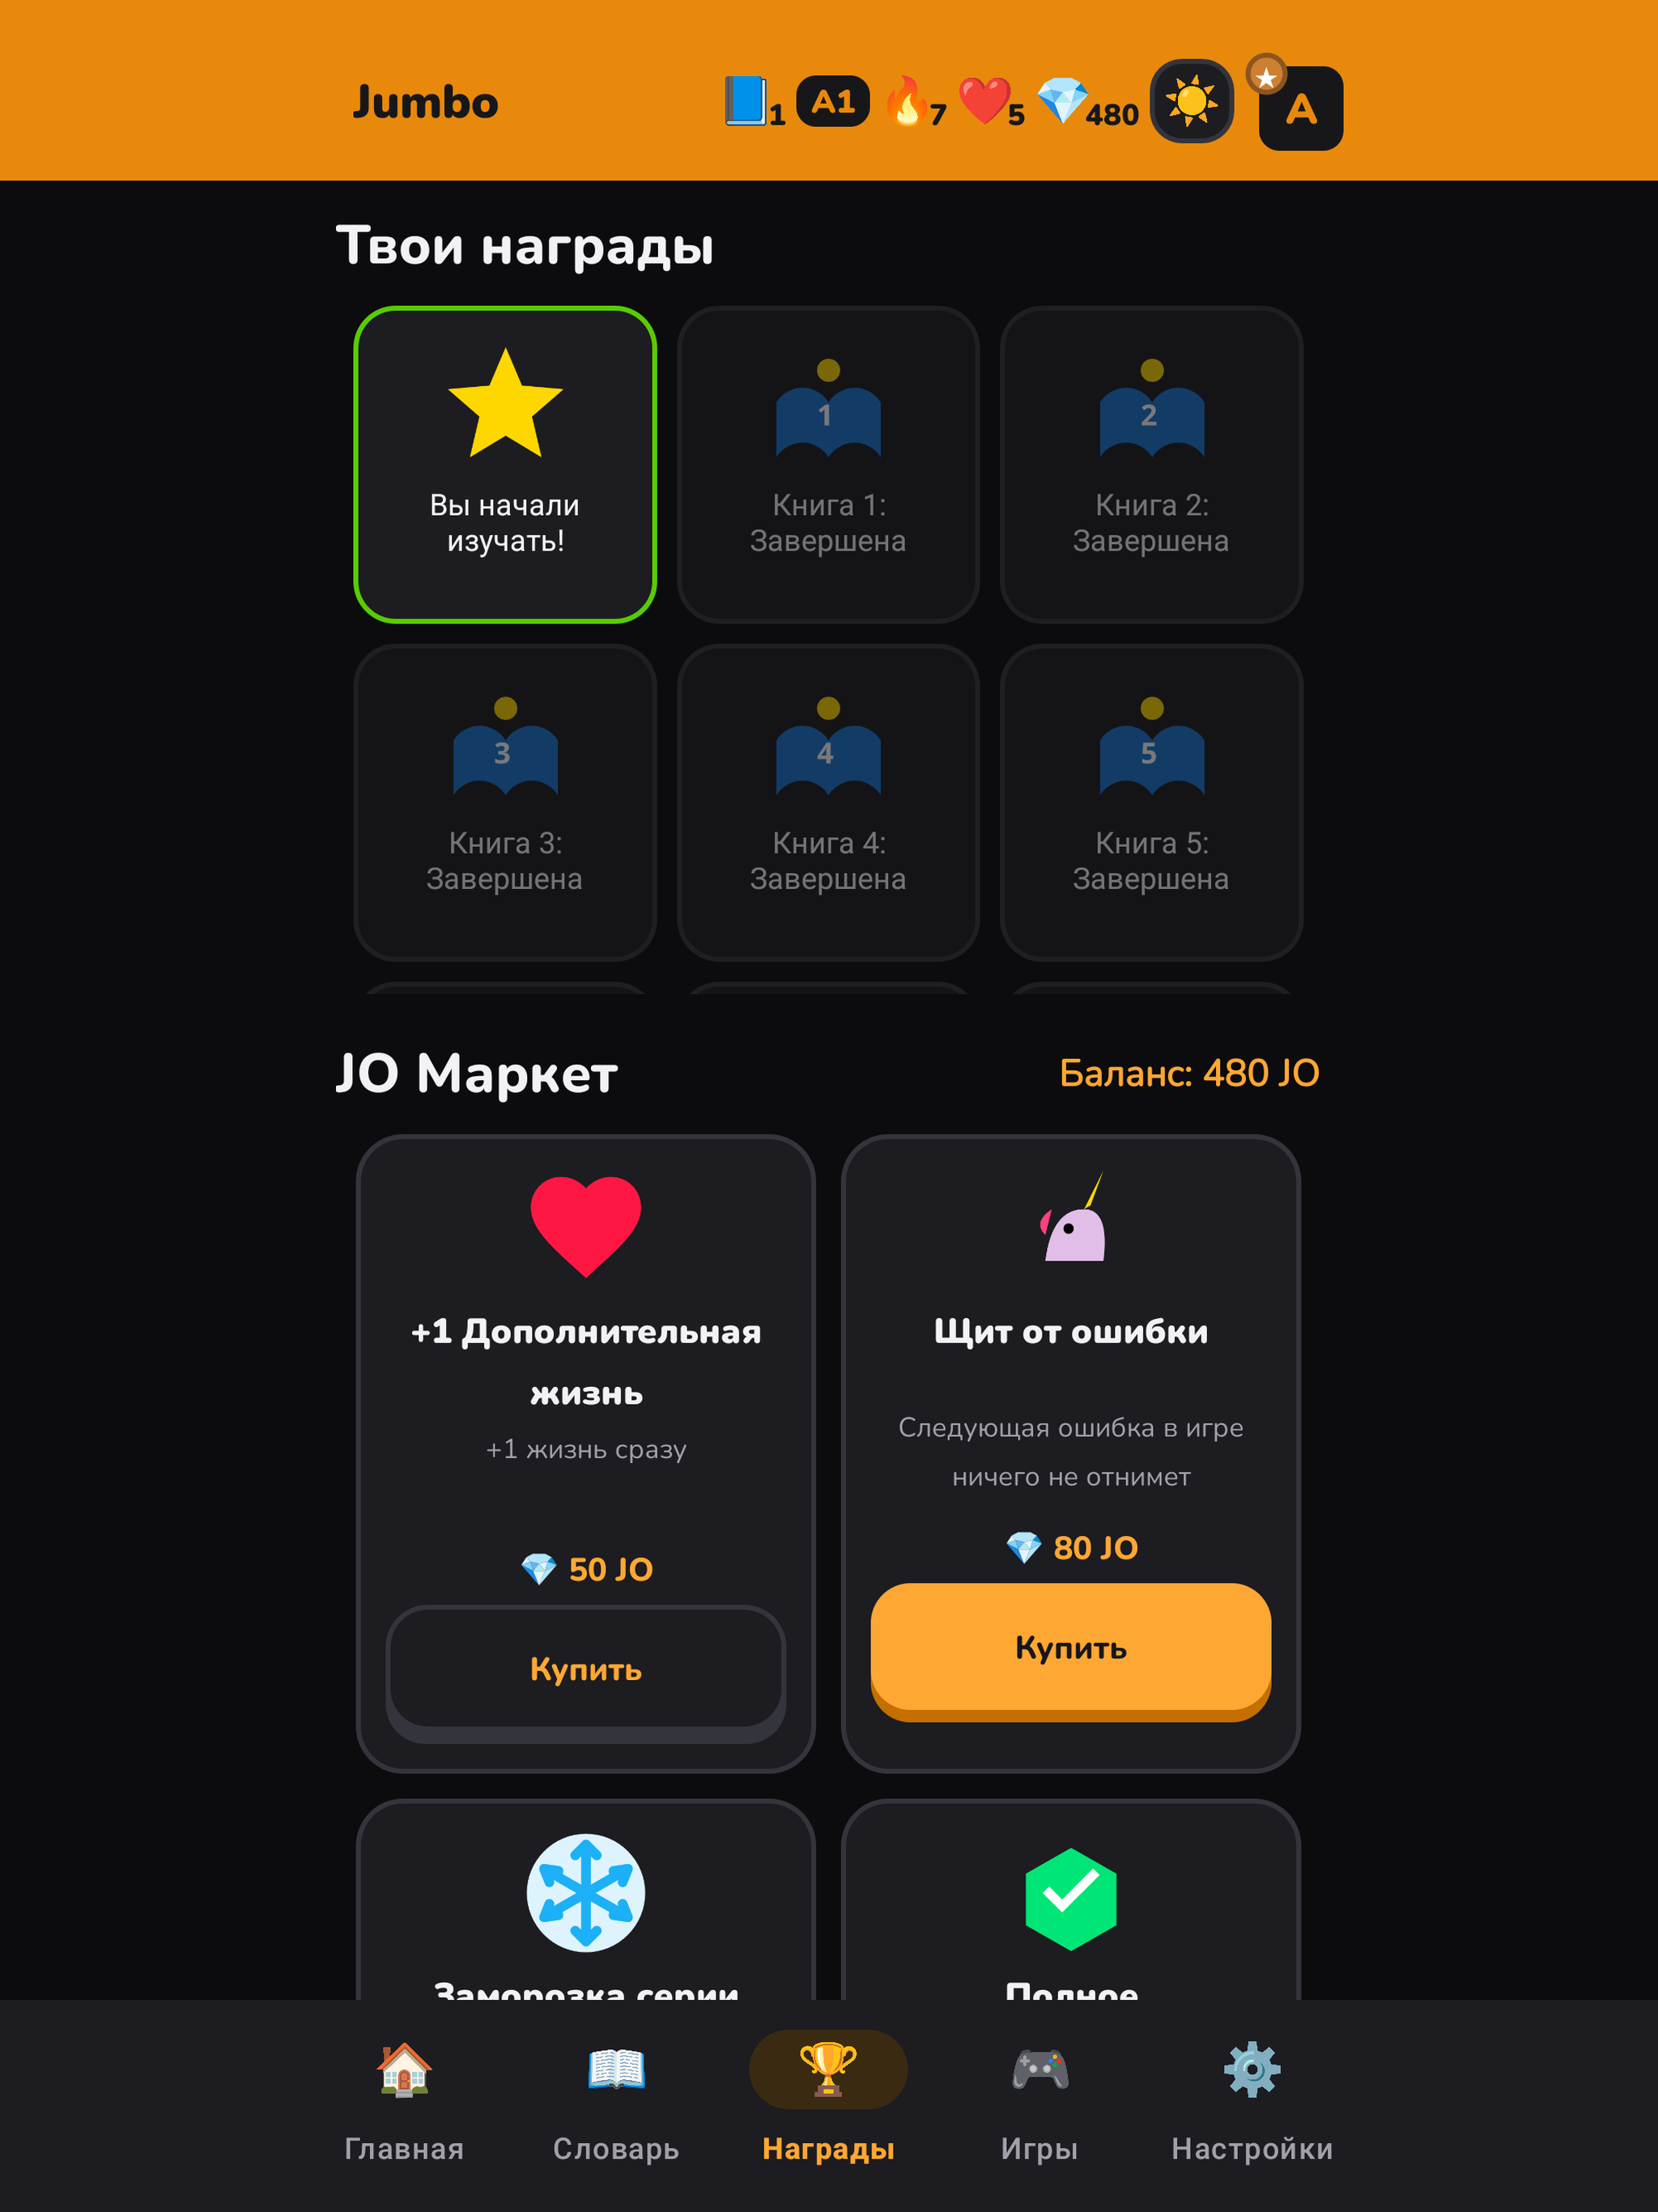 Jumbo
1 A1 7 5 480 A
Твои награды
Вы начали
изучать!
1
Книга 1:
Завершена
2
Книга 2:
Завершена
3
Книга 3:
Завершена
4
Книга 4:
Завершена
5
Книга 5:
Завершена
JO Маркет
Баланс: 480 JO
+1 Дополнительная
жизнь
+1 жизнь сразу
50 JO
Купить
Щит от ошибки
Следующая ошибка в игре
ничего не отнимет
80 JO
Купить
Заморозка серии
Полное
Главная
Словарь
Награды
Игры
Настройки